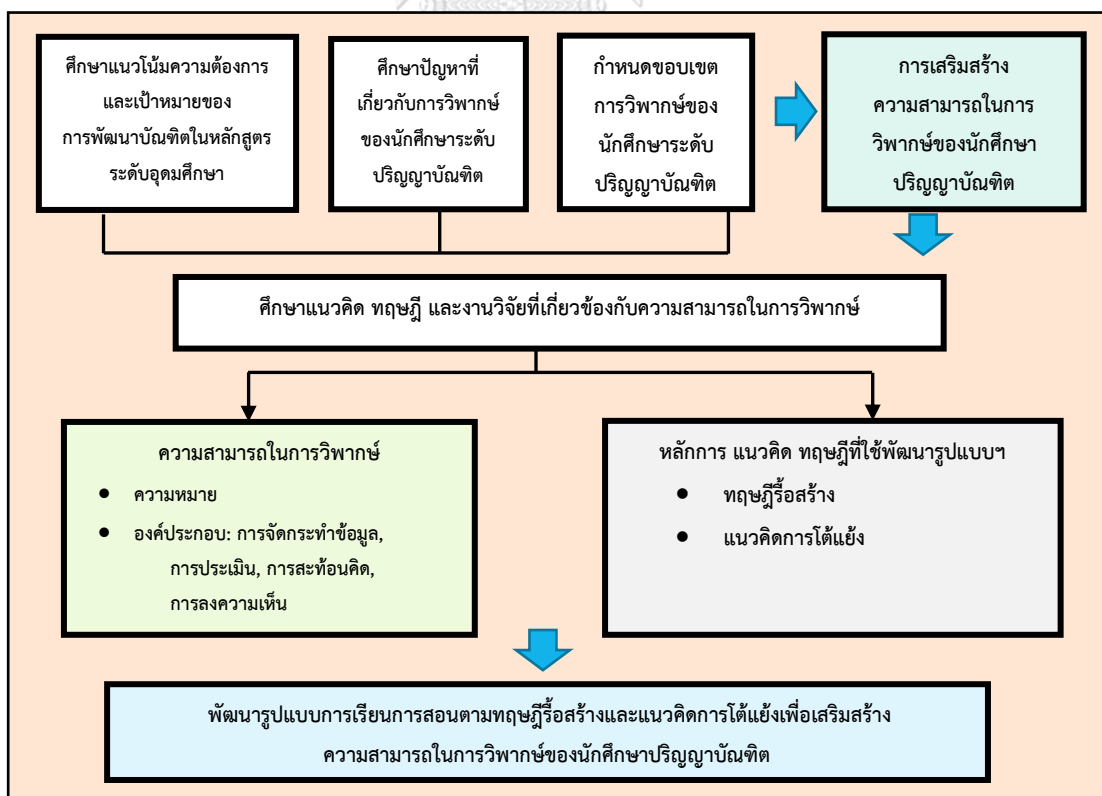 ศึกษาแนวโน้มความต้องการ
และเป้าหมายของ
การพัฒนาบัณฑิตในหลักสูตร
ระดับอุดมศึกษา
ศึกษาปัญหาที่
เกี่ยวกับการวิพากษ์
ของนักศึกษาระดับ
ปริญญาบัณฑิต
กำหนดขอบเขต
การวิพากษ์ของ
นักศึกษาระดับ
ปริญญาบัณฑิต
การเสริมสร้าง
ความสามารถในการ
วิพากษ์ของนักศึกษา
ปริญญาบัณฑิต
ศึกษาแนวคิด ทฤษฎี และงานวิจัยที่เกี่ยวข้องกับความสามารถในการวิพากษ์
ความสามารถในการวิพากษ์
● ความหมาย
● องค์ประกอบ: การจัดกระทำข้อมูล,
การประเมิน, การสะท้อนคิด,
การลงความเห็น
หลักการ แนวคิด ทฤษฎีที่ใช้พัฒนารูปแบบฯ
● ทฤษฎีรื้อสร้าง
● แนวคิดการโต้แย้ง
พัฒนารูปแบบการเรียนการสอนตามทฤษฎีรื้อสร้างและแนวคิดการโต้แย้งเพื่อเสริมสร้าง
ความสามารถในการวิพากษ์ของนักศึกษาปริญญาบัณฑิต